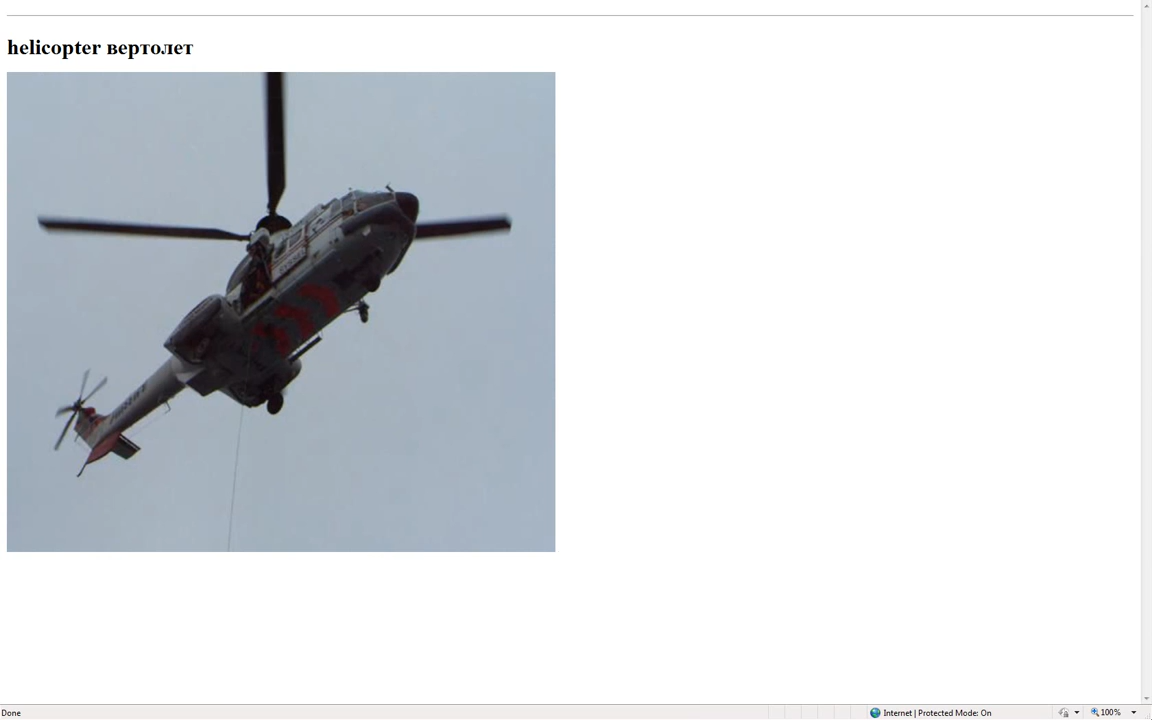 helicopter вертолет
Done
Internet | Protected Mode: On
100%